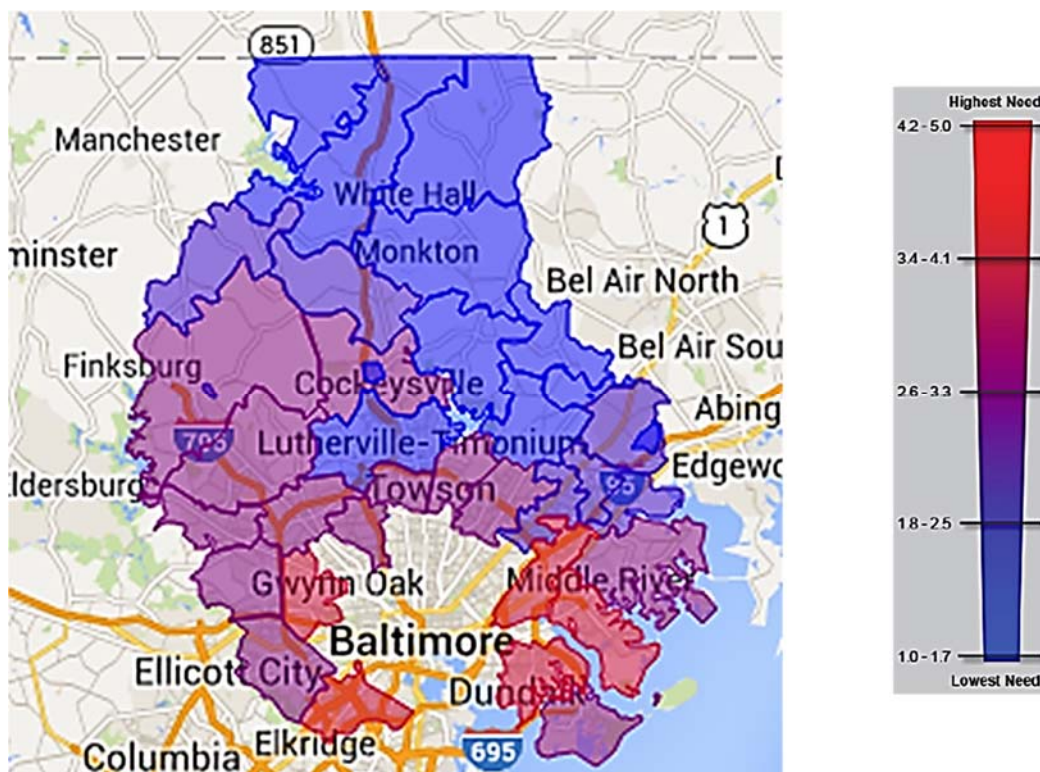 851
Manchester
White Hall
1
minster
Monkton
Bel Air North
Bel Air Sou
Finksburg
Cockeysville
Abing
795
Lutherville-Timonium
Edgewo
ldersburg
Towson
95
Gwynn Oak
Middle River
Baltimore
Ellicott City
Dundalk
Elkridge
695
Columbia
Highest Need
4.2 - 5.0
3.4 - 4.1
2.6 - 3.3
1.8 - 2.5
1.0 - 1.7
Lowest Need